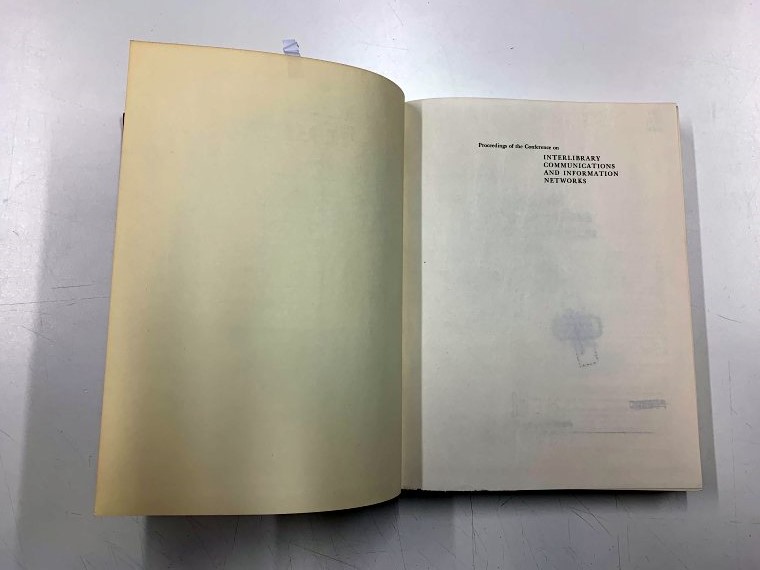 Proceedings of the Conference on
INTERLIBRARY
COMMUNICATIONS
AND INFORMATION
NETWORKS